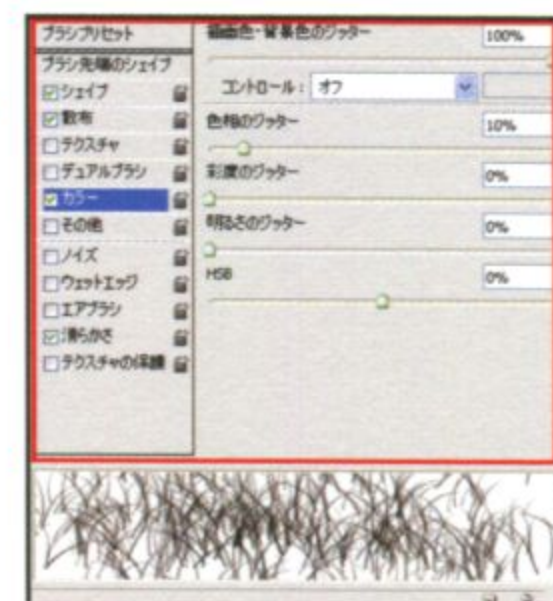 ブラシプリセット
ブラシ先端のシェイプ
シェイプ
散布
テクスチャ
デュアルブラシ
カラー
その他
ノイズ
ウェットエッジ
エアブラシ
滑らかさ
テクスチャの保護
描画色・背景色のジッター 100%
コントロール: オフ
色相のジッター 10%
彩度のジッター 0%
明るさのジッター 0%
HSB 0%